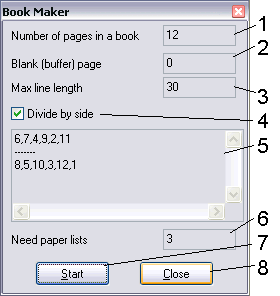 Book Maker
Number of pages in a book 12 1
Blank (buffer) page 0 2
Max line length 30 3
Divide by side 4
6,7,4,9,2,11 5
-------
8,5,10,3,12,1
Need paper lists 3 6
Start Close 7
8